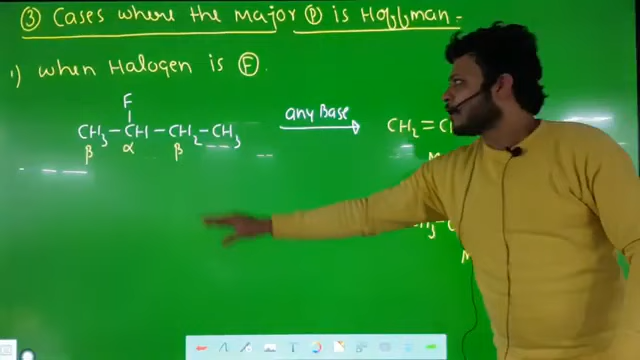 ③ Cases where the Major Ⓟ is Hoffman -
1) when Halogen is Ⓕ.
F
CH3 - CH - CH2 - CH3
β α β
any Base
CH2 = C
M